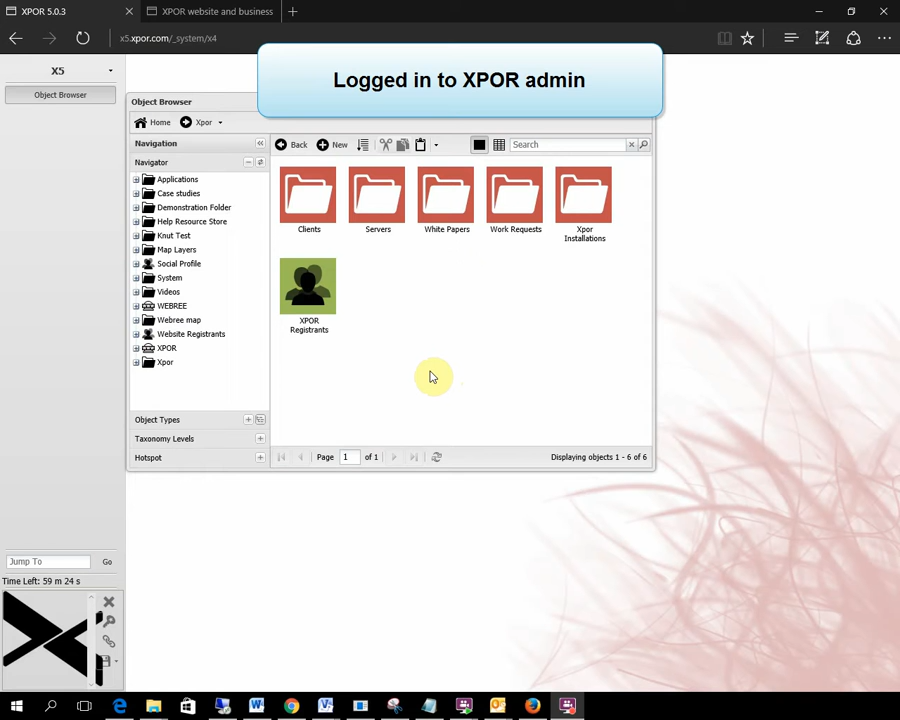 XPOR 5.0.3
XPOR website and business
x5.xpor.com/_system/x4
Logged in to XPOR admin
X5
Object Browser
Object Browser
Home
Xpor
Navigation
Back
New
Search
Navigator
Applications
Case studies
Demonstration Folder
Help Resource Store
Knut Test
Map Layers
Social Profile
System
Videos
WEBREE
Webree map
Website Registrants
XPOR
Xpor
Object Types
Taxonomy Levels
Hotspot
Clients
Servers
White Papers
Work Requests
Xpor
Installations
XPOR
Registrants
Page 1 of 1
Displaying objects 1 - 6 of 6
Jump To
Go
Time Left: 59 m 24 s